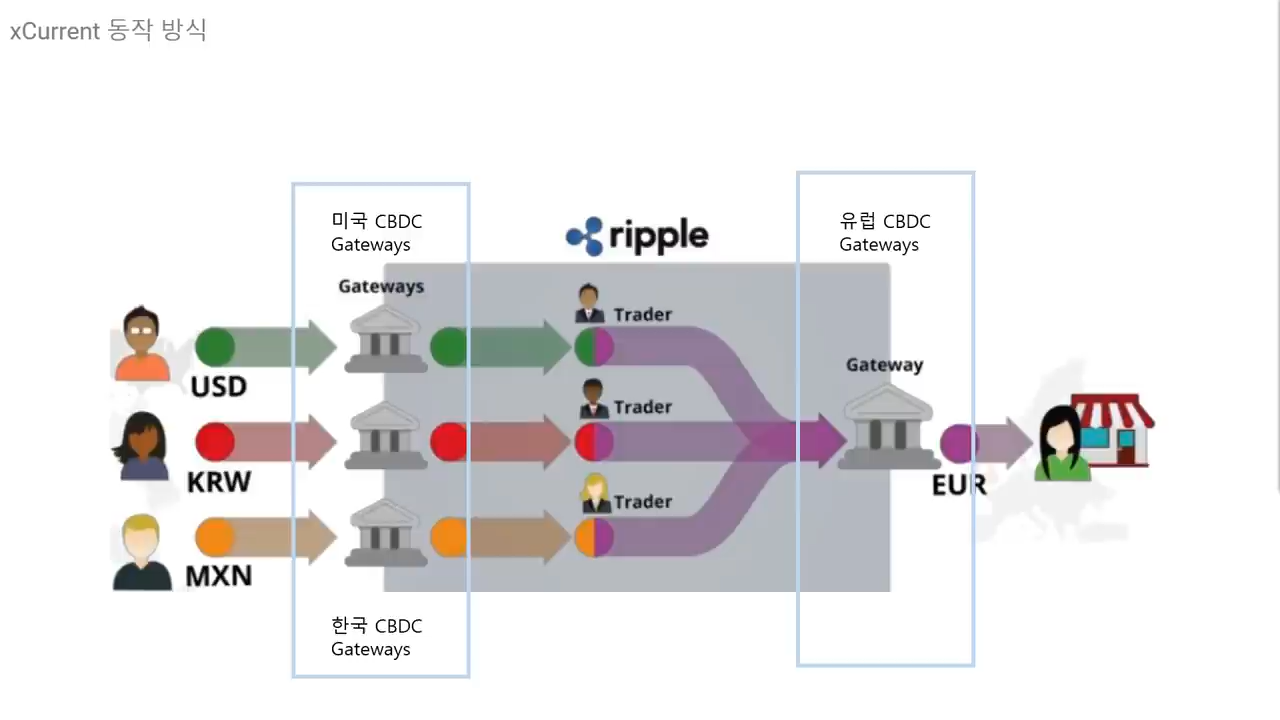 xCurrent 동작 방식
미국 CBDC
Gateways
유럽 CBDC
Gateways
ripple
Gateways
Trader
USD
Gateway
Trader
KRW
EUR
Trader
MXN
한국 CBDC
Gateways